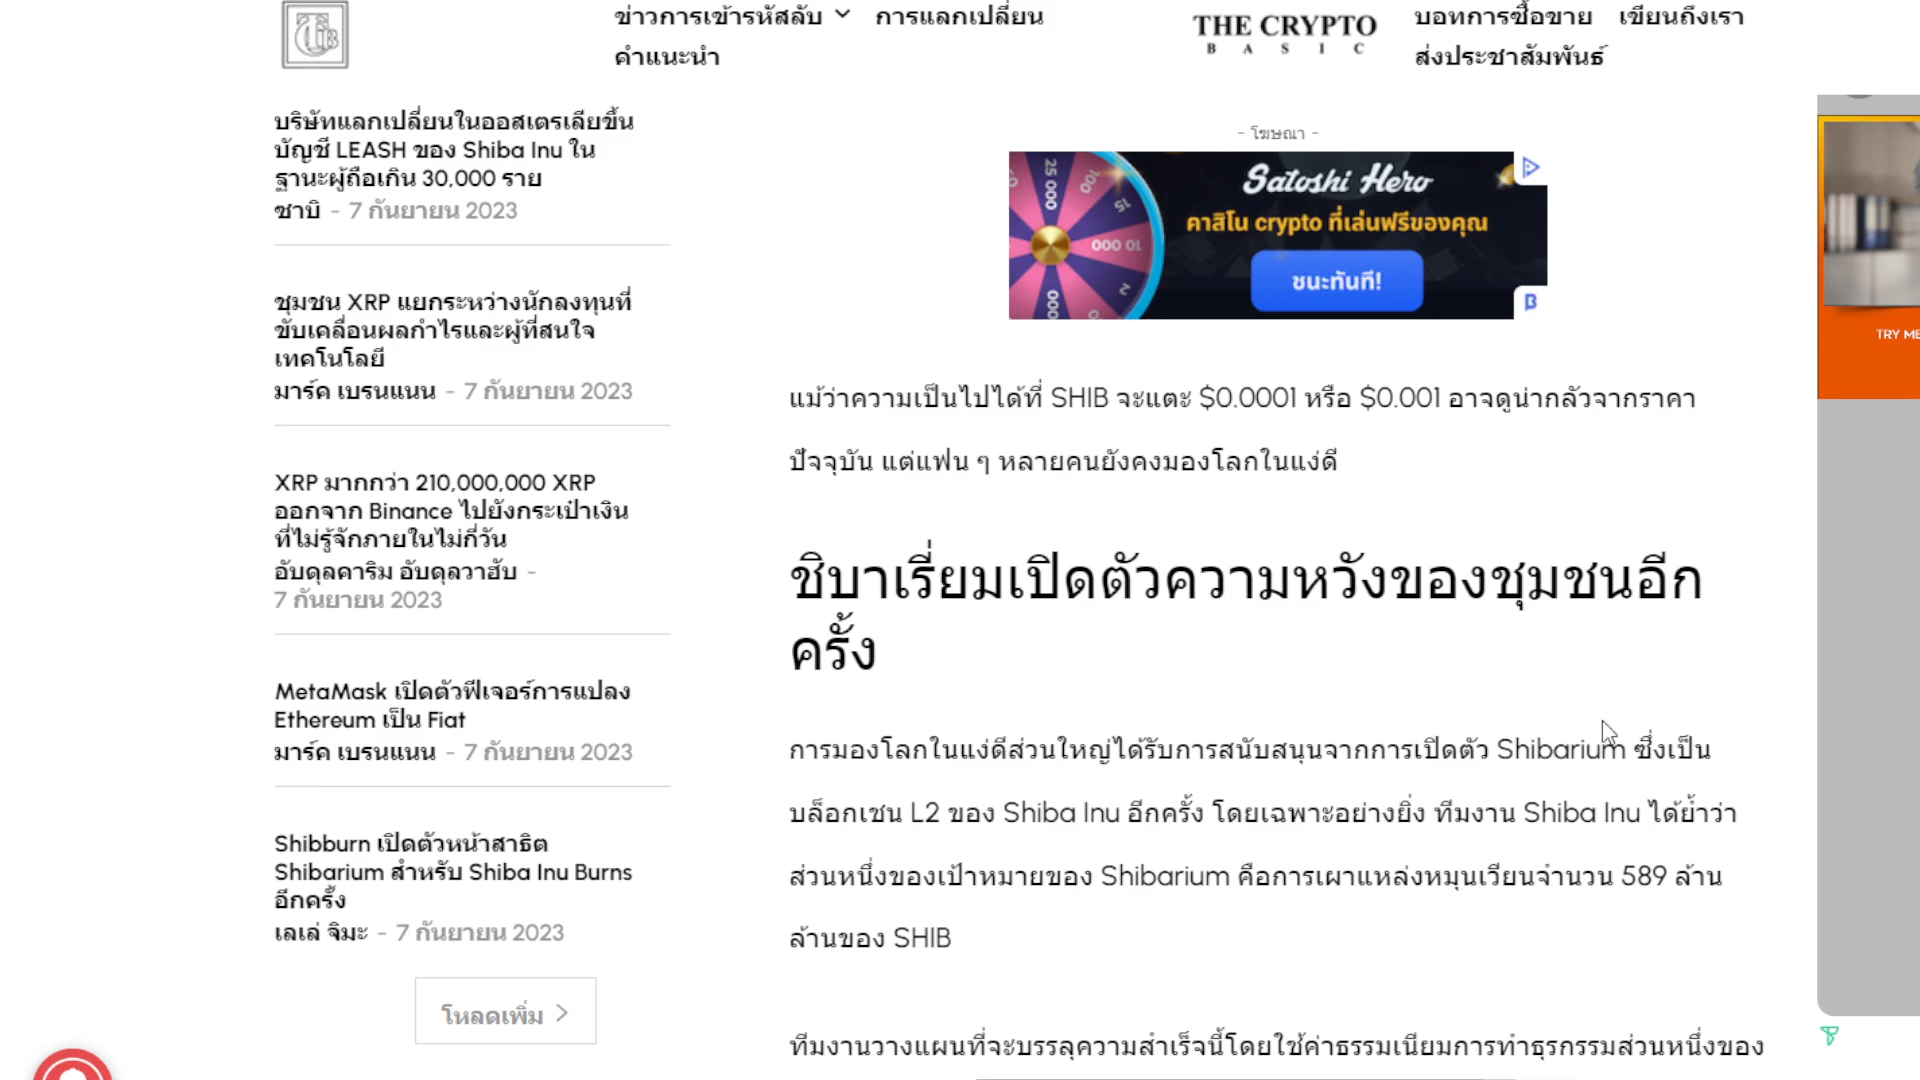 ข่าวการเข้ารหัสลับ
การแลกเปลี่ยน
คำแนะนำ
THE CRYPTO
BASIC
บอทการซื้อขาย
เขียนถึงเรา
ส่งประชาสัมพันธ์
บริษัทแลกเปลี่ยนในออสเตรเลียขึ้น
บัญชี LEASH ของ Shiba Inu ใน
ฐานะผู้ถือเกิน 30,000 ราย
ซาบิ - 7 กันยายน 2023
ชุมชน XRP แยกระหว่างนักลงทุนที่
ขับเคลื่อนผลกำไรและผู้ที่สนใจ
เทคโนโลยี
มาร์ค เบรนแนน - 7 กันยายน 2023
XRP มากกว่า 210,000,000 XRP
ออกจาก Binance ไปยังกระเป๋าเงิน
ที่ไม่รู้จักภายในไม่กี่วัน
อับดุลคาริม อับดุลวาฮับ -
7 กันยายน 2023
MetaMask เปิดตัวฟีเจอร์การแปลง
Ethereum เป็น Fiat
มาร์ค เบรนแนน - 7 กันยายน 2023
Shibburn เปิดตัวหน้าสาธิต
Shibarium สำหรับ Shiba Inu Burns
อีกครั้ง
เลเล่ จิมะ - 7 กันยายน 2023
โหลดเพิ่ม
- โฆษณา -
25 000
100
15
10 000
2
000
Satoshi Hero
คาสิโน crypto ที่เล่นฟรีของคุณ
ชนะทันที!
แม้ว่าความเป็นไปได้ที่ SHIB จะแตะ $0.0001 หรือ $0.001 อาจดูน่ากลัวจากราคา
ปัจจุบัน แต่แฟน ๆ หลายคนยังคงมองโลกในแง่ดี
ชิบาเรี่ยมเปิดตัวความหวังของชุมชนอีก
ครั้ง
การมองโลกในแง่ดีส่วนใหญ่ได้รับการสนับสนุนจากการเปิดตัว Shibarium ซึ่งเป็น
บล็อกเชน L2 ของ Shiba Inu อีกครั้ง โดยเฉพาะอย่างยิ่ง ทีมงาน Shiba Inu ได้ย้ำว่า
ส่วนหนึ่งของเป้าหมายของ Shibarium คือการเผาแหล่งหมุนเวียนจำนวน 589 ล้าน
ล้านของ SHIB
ทีมงานวางแผนที่จะบรรลุความสำเร็จนี้โดยใช้ค่าธรรมเนียมการทำธุรกรรมส่วนหนึ่งของ
TRY ME